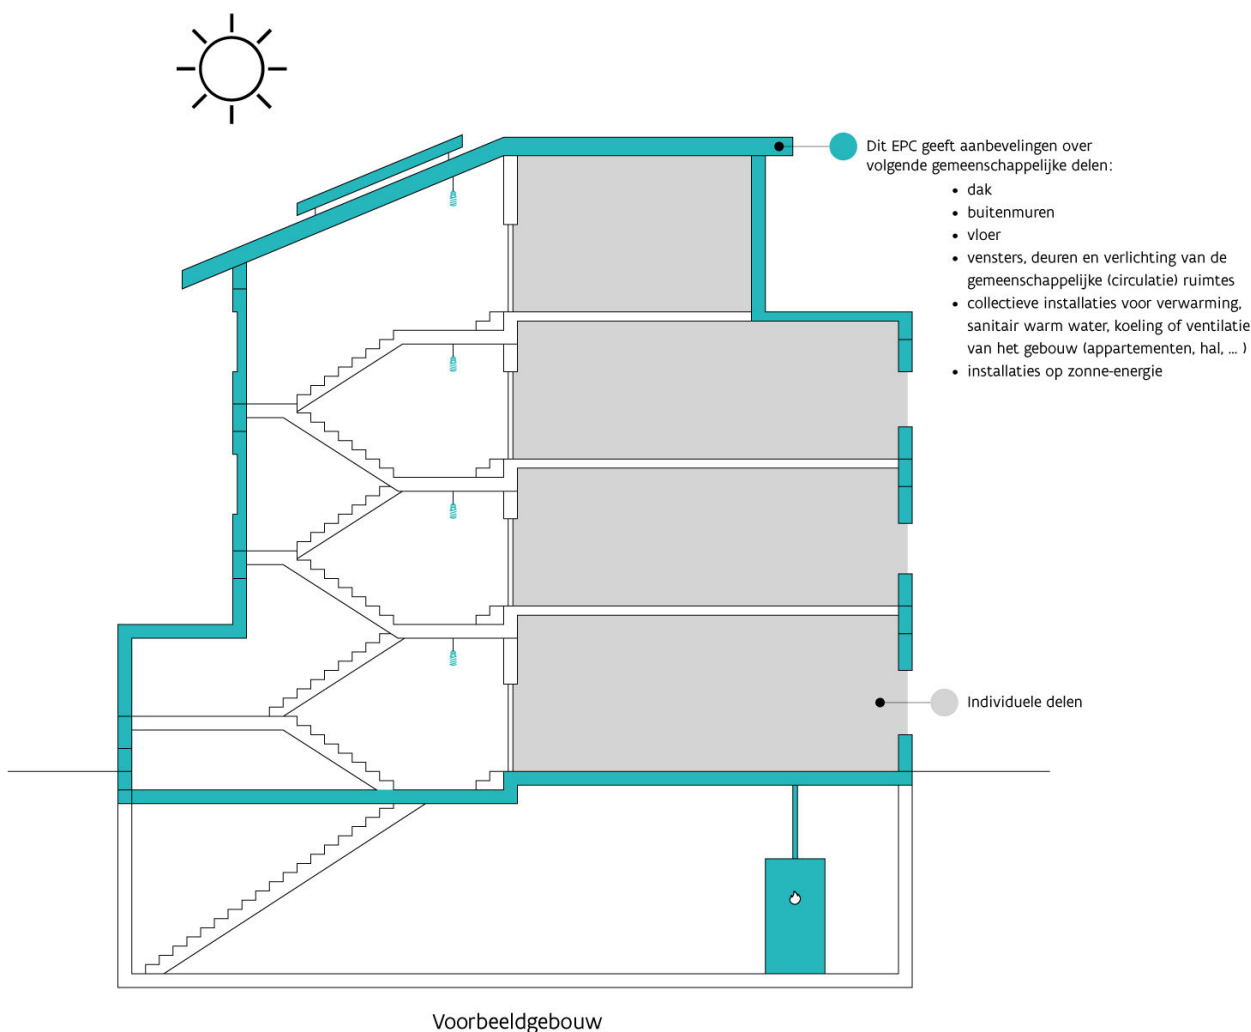 Dit EPC geeft aanbevelingen over
volgende gemeenschappelijke delen:
• dak
• buitenmuren
• vloer
• vensters, deuren en verlichting van de
gemeenschappelijke (circulatie) ruimtes
• collectieve installaties voor verwarming,
sanitair warm water, koeling of ventilatie
van het gebouw (appartementen, hal, ... )
• installaties op zonne-energie
Individuele delen
Voorbeeldgebouw